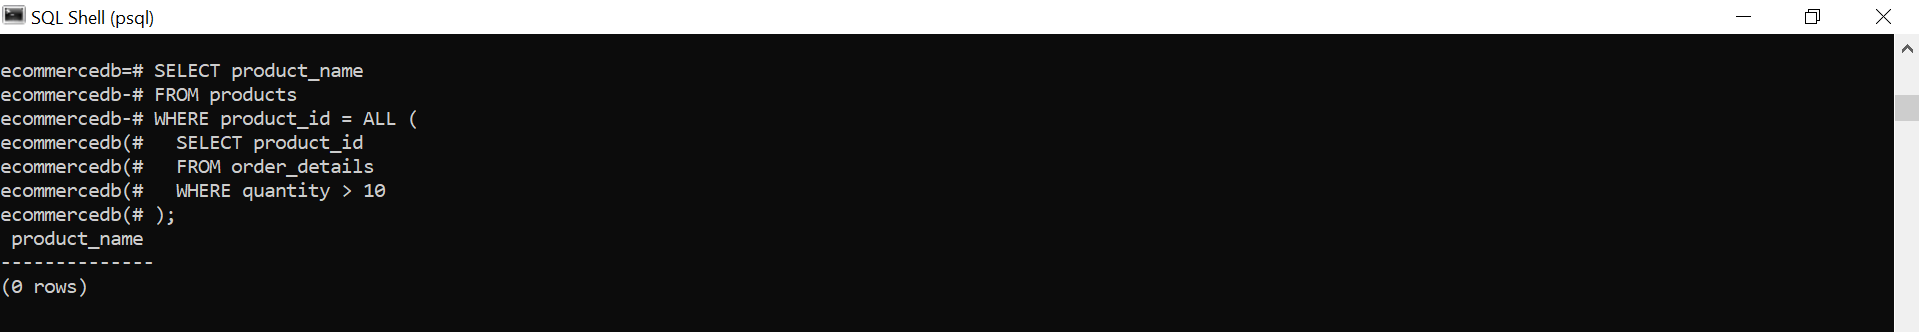 SQL Shell (psql)
ecommercedb=# SELECT product_name
ecommercedb-# FROM products
ecommercedb-# WHERE product_id = ALL (
ecommercedb(#   SELECT product_id
ecommercedb(#   FROM order_details
ecommercedb(#   WHERE quantity > 10
ecommercedb(# );
 product_name
--------------
(0 rows)